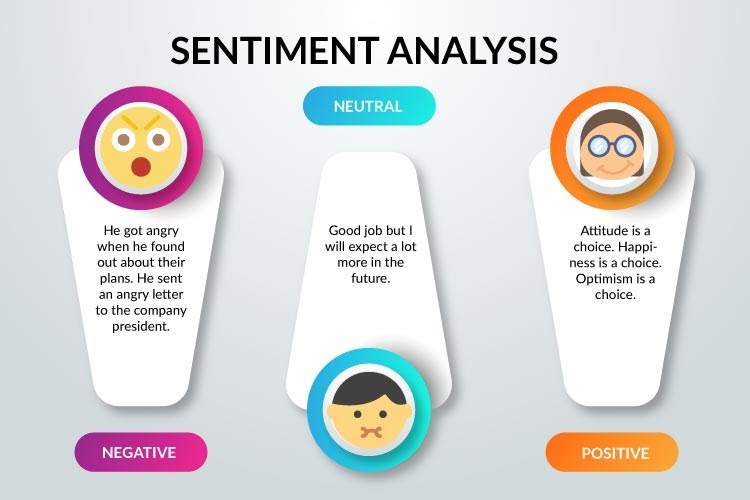 SENTIMENT ANALYSIS
He got angry
when he found
out about their
plans. He sent
an angry letter
to the company
president.
NEGATIVE
NEUTRAL
Good job but I
will expect a lot
more in the
future.
Attitude is a
choice. Happi-
ness is a choice.
Optimism is a
choice.
POSITIVE